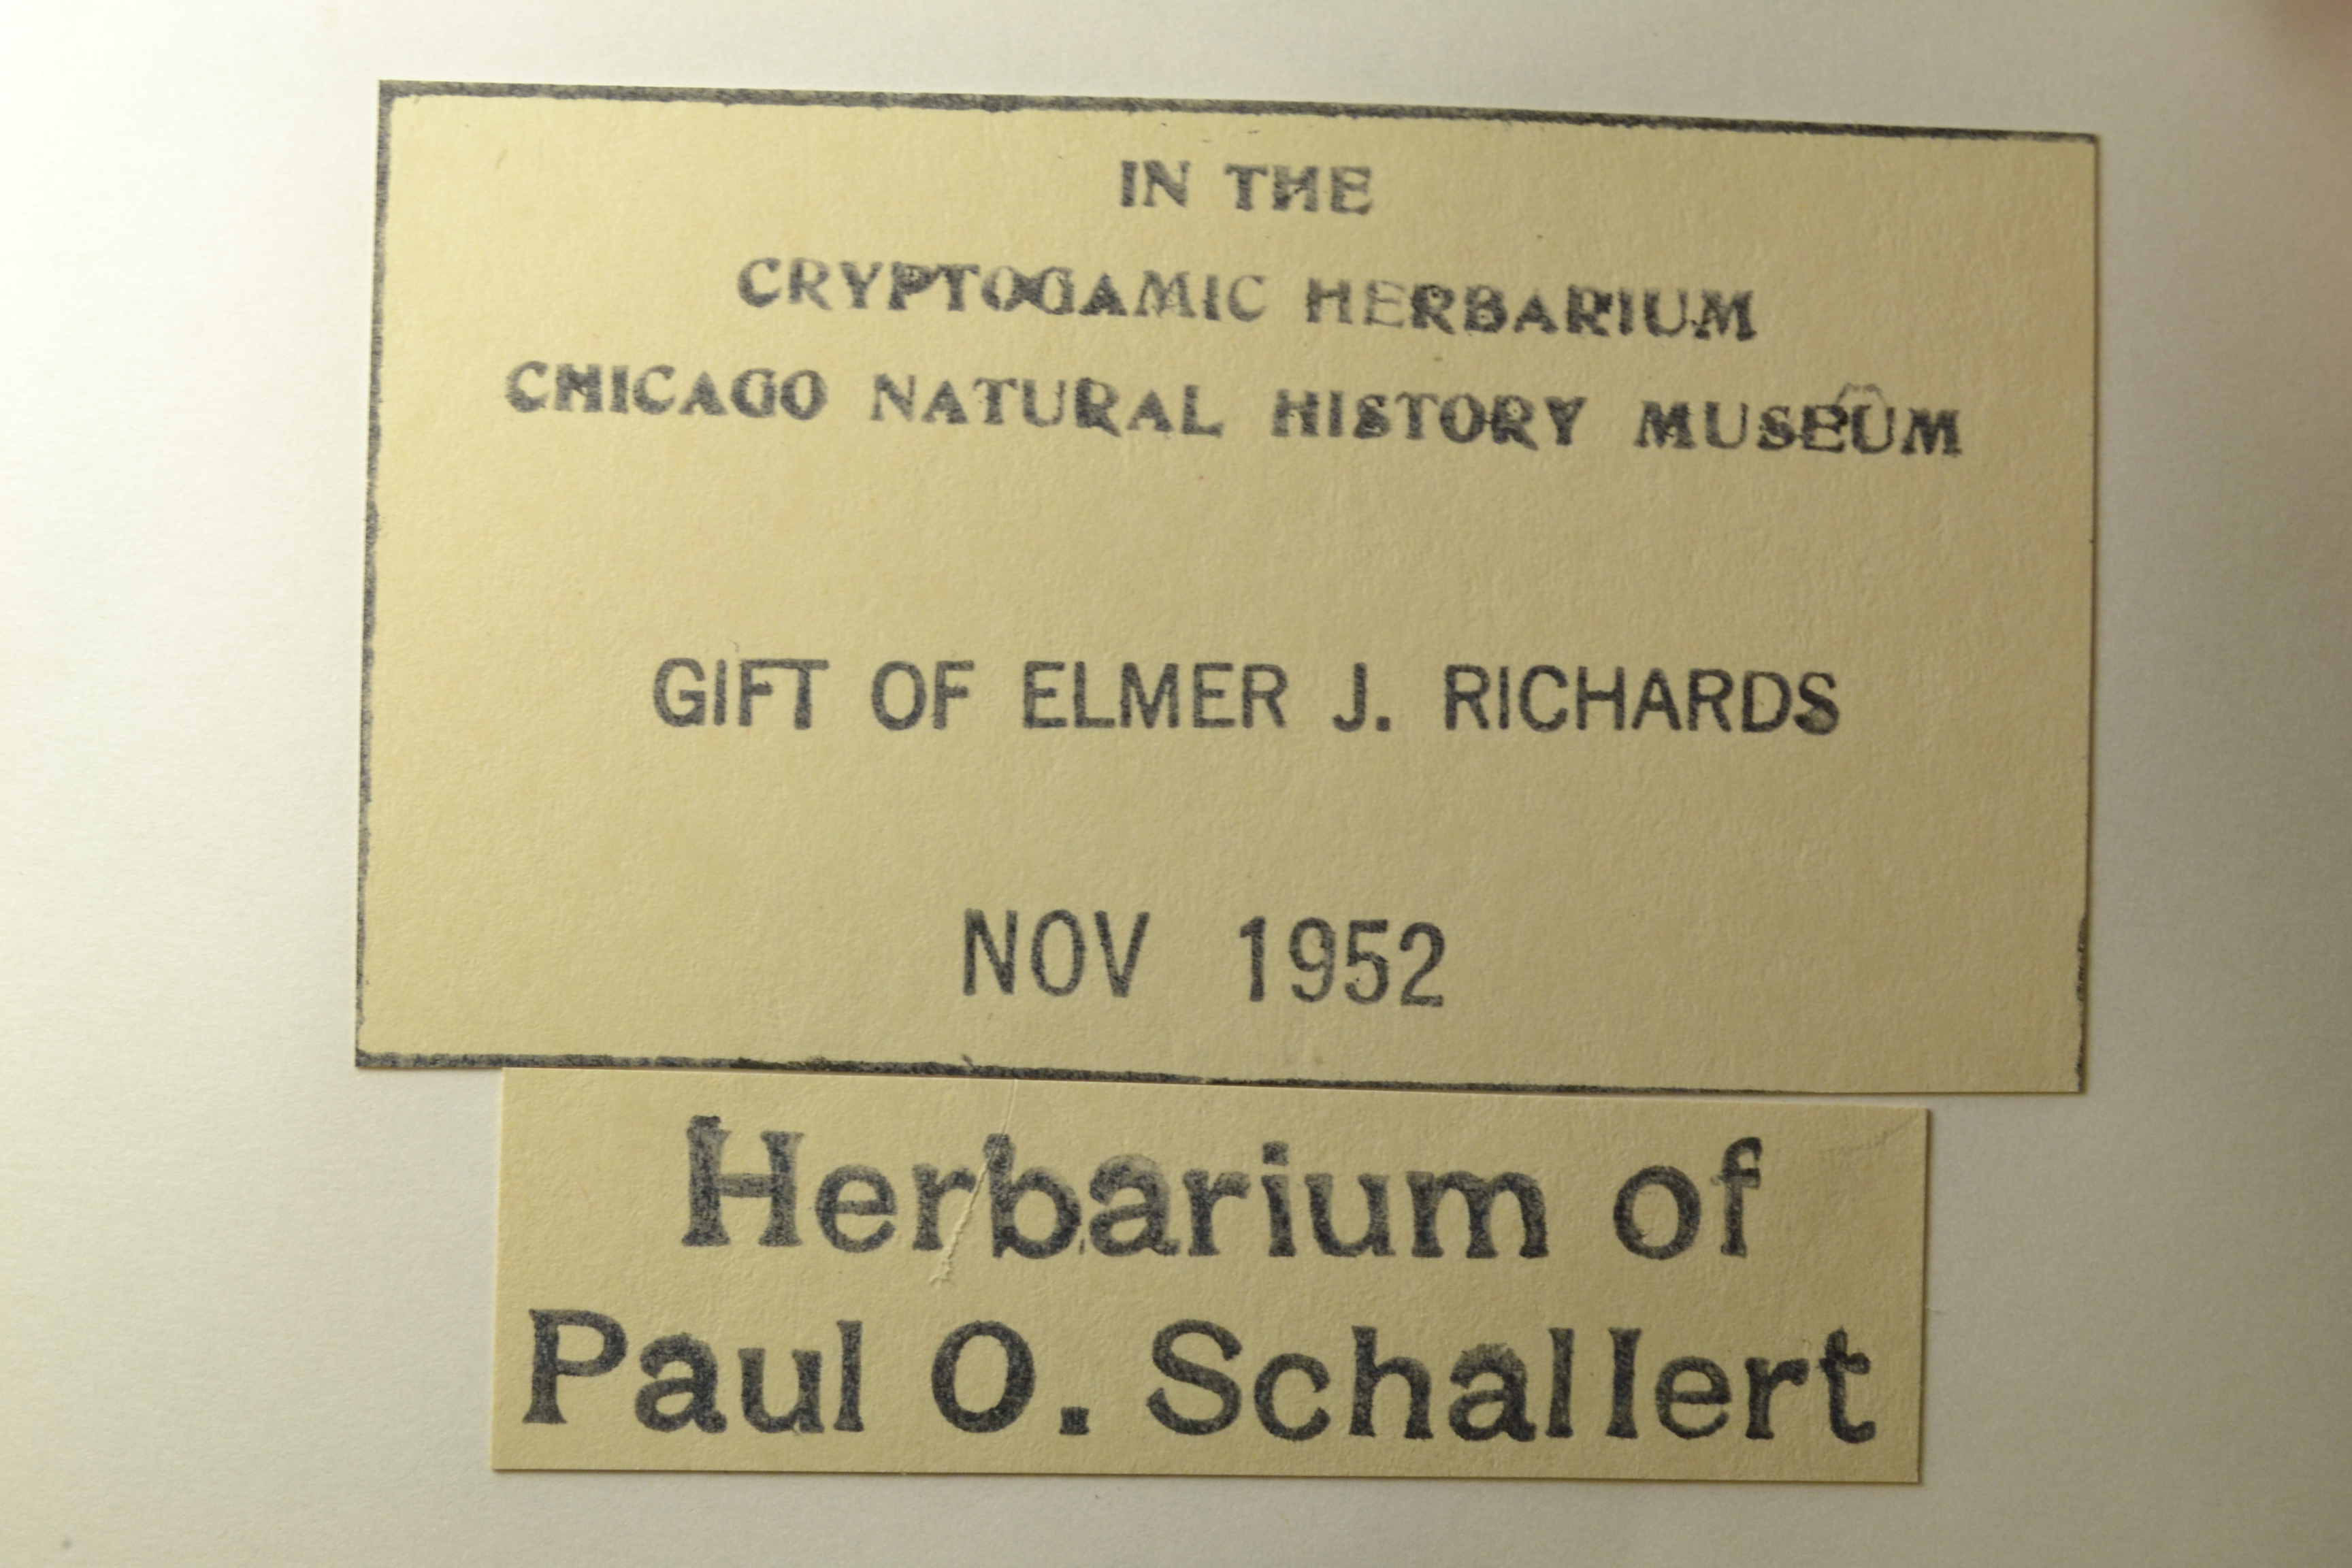 IN THE
CRYPTOGAMIC HERBARIUM
CHICAGO NATURAL HISTORY MUSEUM
GIFT OF ELMER J. RICHARDS
NOV 1952
Herbarium of
Paul O. Schallert